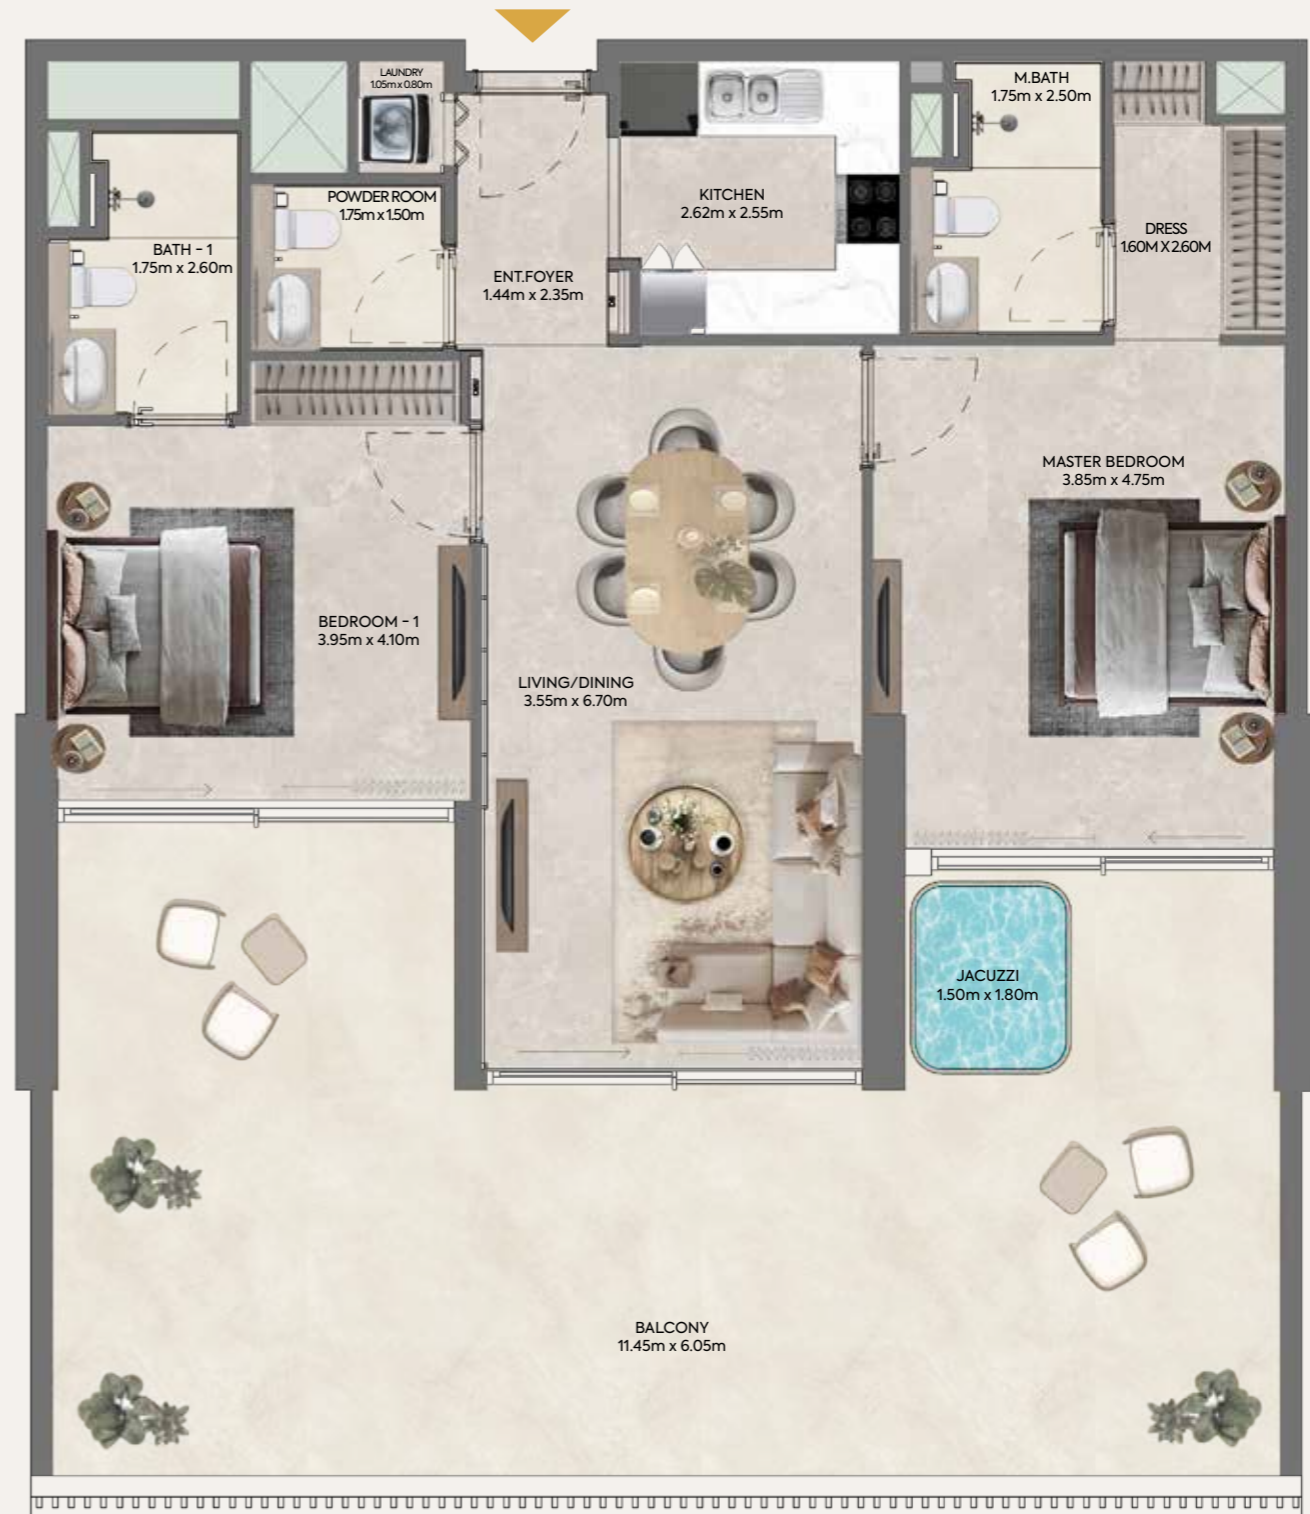 LAUNDRY
1.05m x 0.80m
M.BATH
1.75m x 2.50m
POWDER ROOM
1.75m x 1.50m
KITCHEN
2.62m x 2.55m
BATH - 1
1.75m x 2.60m
DRESS
1.60M X 2.60M
ENT.FOYER
1.44m x 2.35m
DB
MASTER BEDROOM
3.85m x 4.75m
BEDROOM - 1
3.95m x 4.10m
LIVING/DINING
3.55m x 6.70m
JACUZZI
1.50m x 1.80m
BALCONY
11.45m x 6.05m